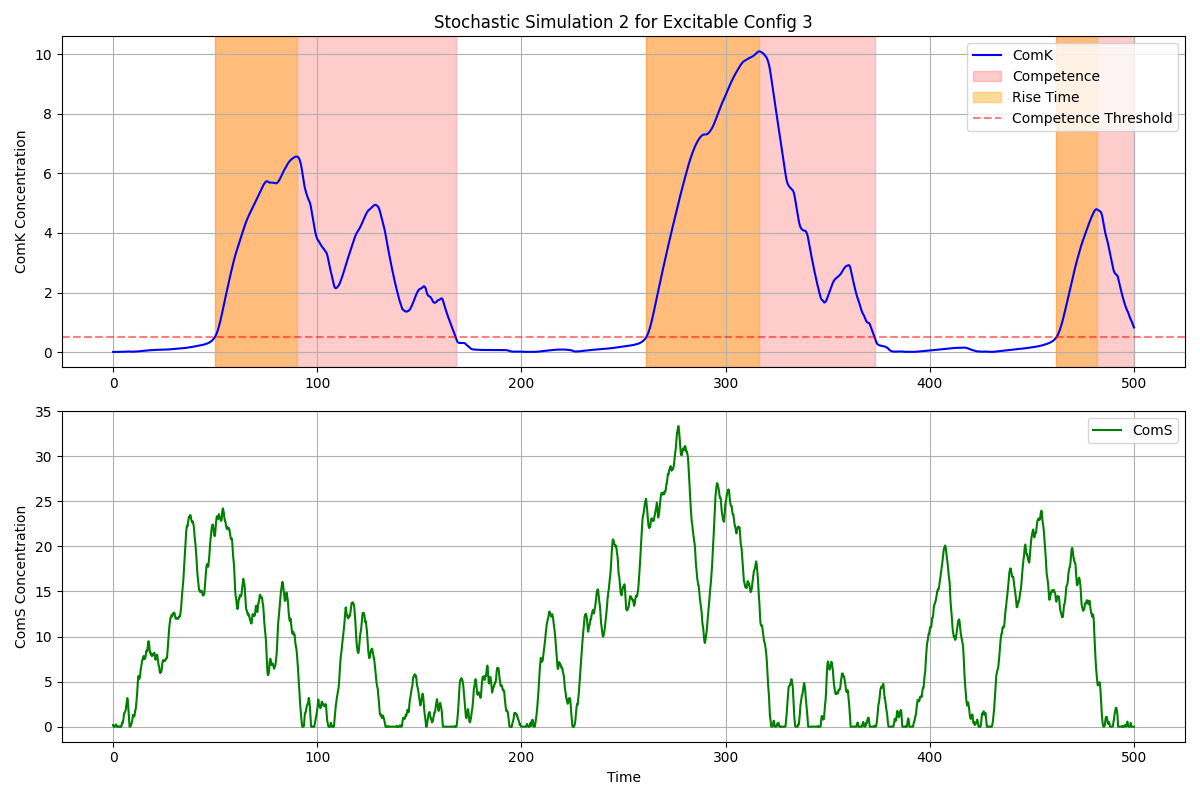 Stochastic Simulation 2 for Excitable Config 3
ComK Concentration
10
8
6
4
2
0
ComK
Competence
Rise Time
Competence Threshold
0 100 200 300 400 500
ComS Concentration
35
30
25
20
15
10
5
0
ComS
0 100 200 300 400 500
Time